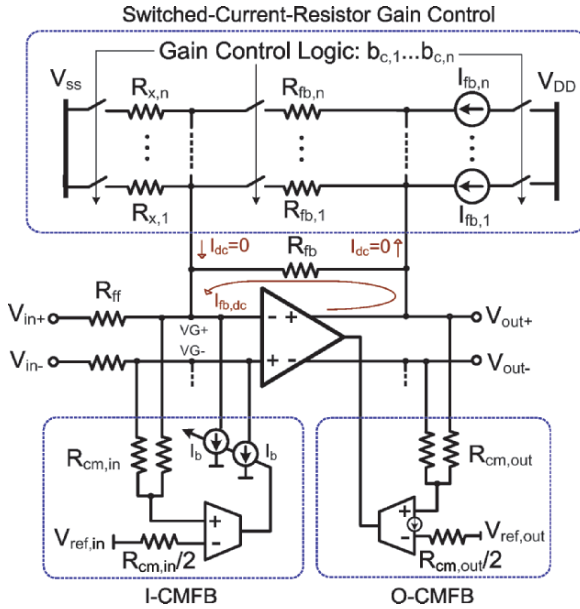 Switched-Current-Resistor Gain Control
Gain Control Logic: b_c,1...b_c,n
V_ss
R_x,n
R_fb,n
I_fb,n
V_DD
R_x,1
R_fb,1
I_fb,1
I_dc=0
R_fb
I_dc=0
I_fb,dc
R_ff
V_in+
VG+
- +
V_out+
V_in-
VG-
+ -
V_out-
R_cm,in
I_b
I_b
R_cm,out
V_ref,in
+
-
+
-
V_ref,out
R_cm,in/2
R_cm,out/2
I-CMFB
O-CMFB